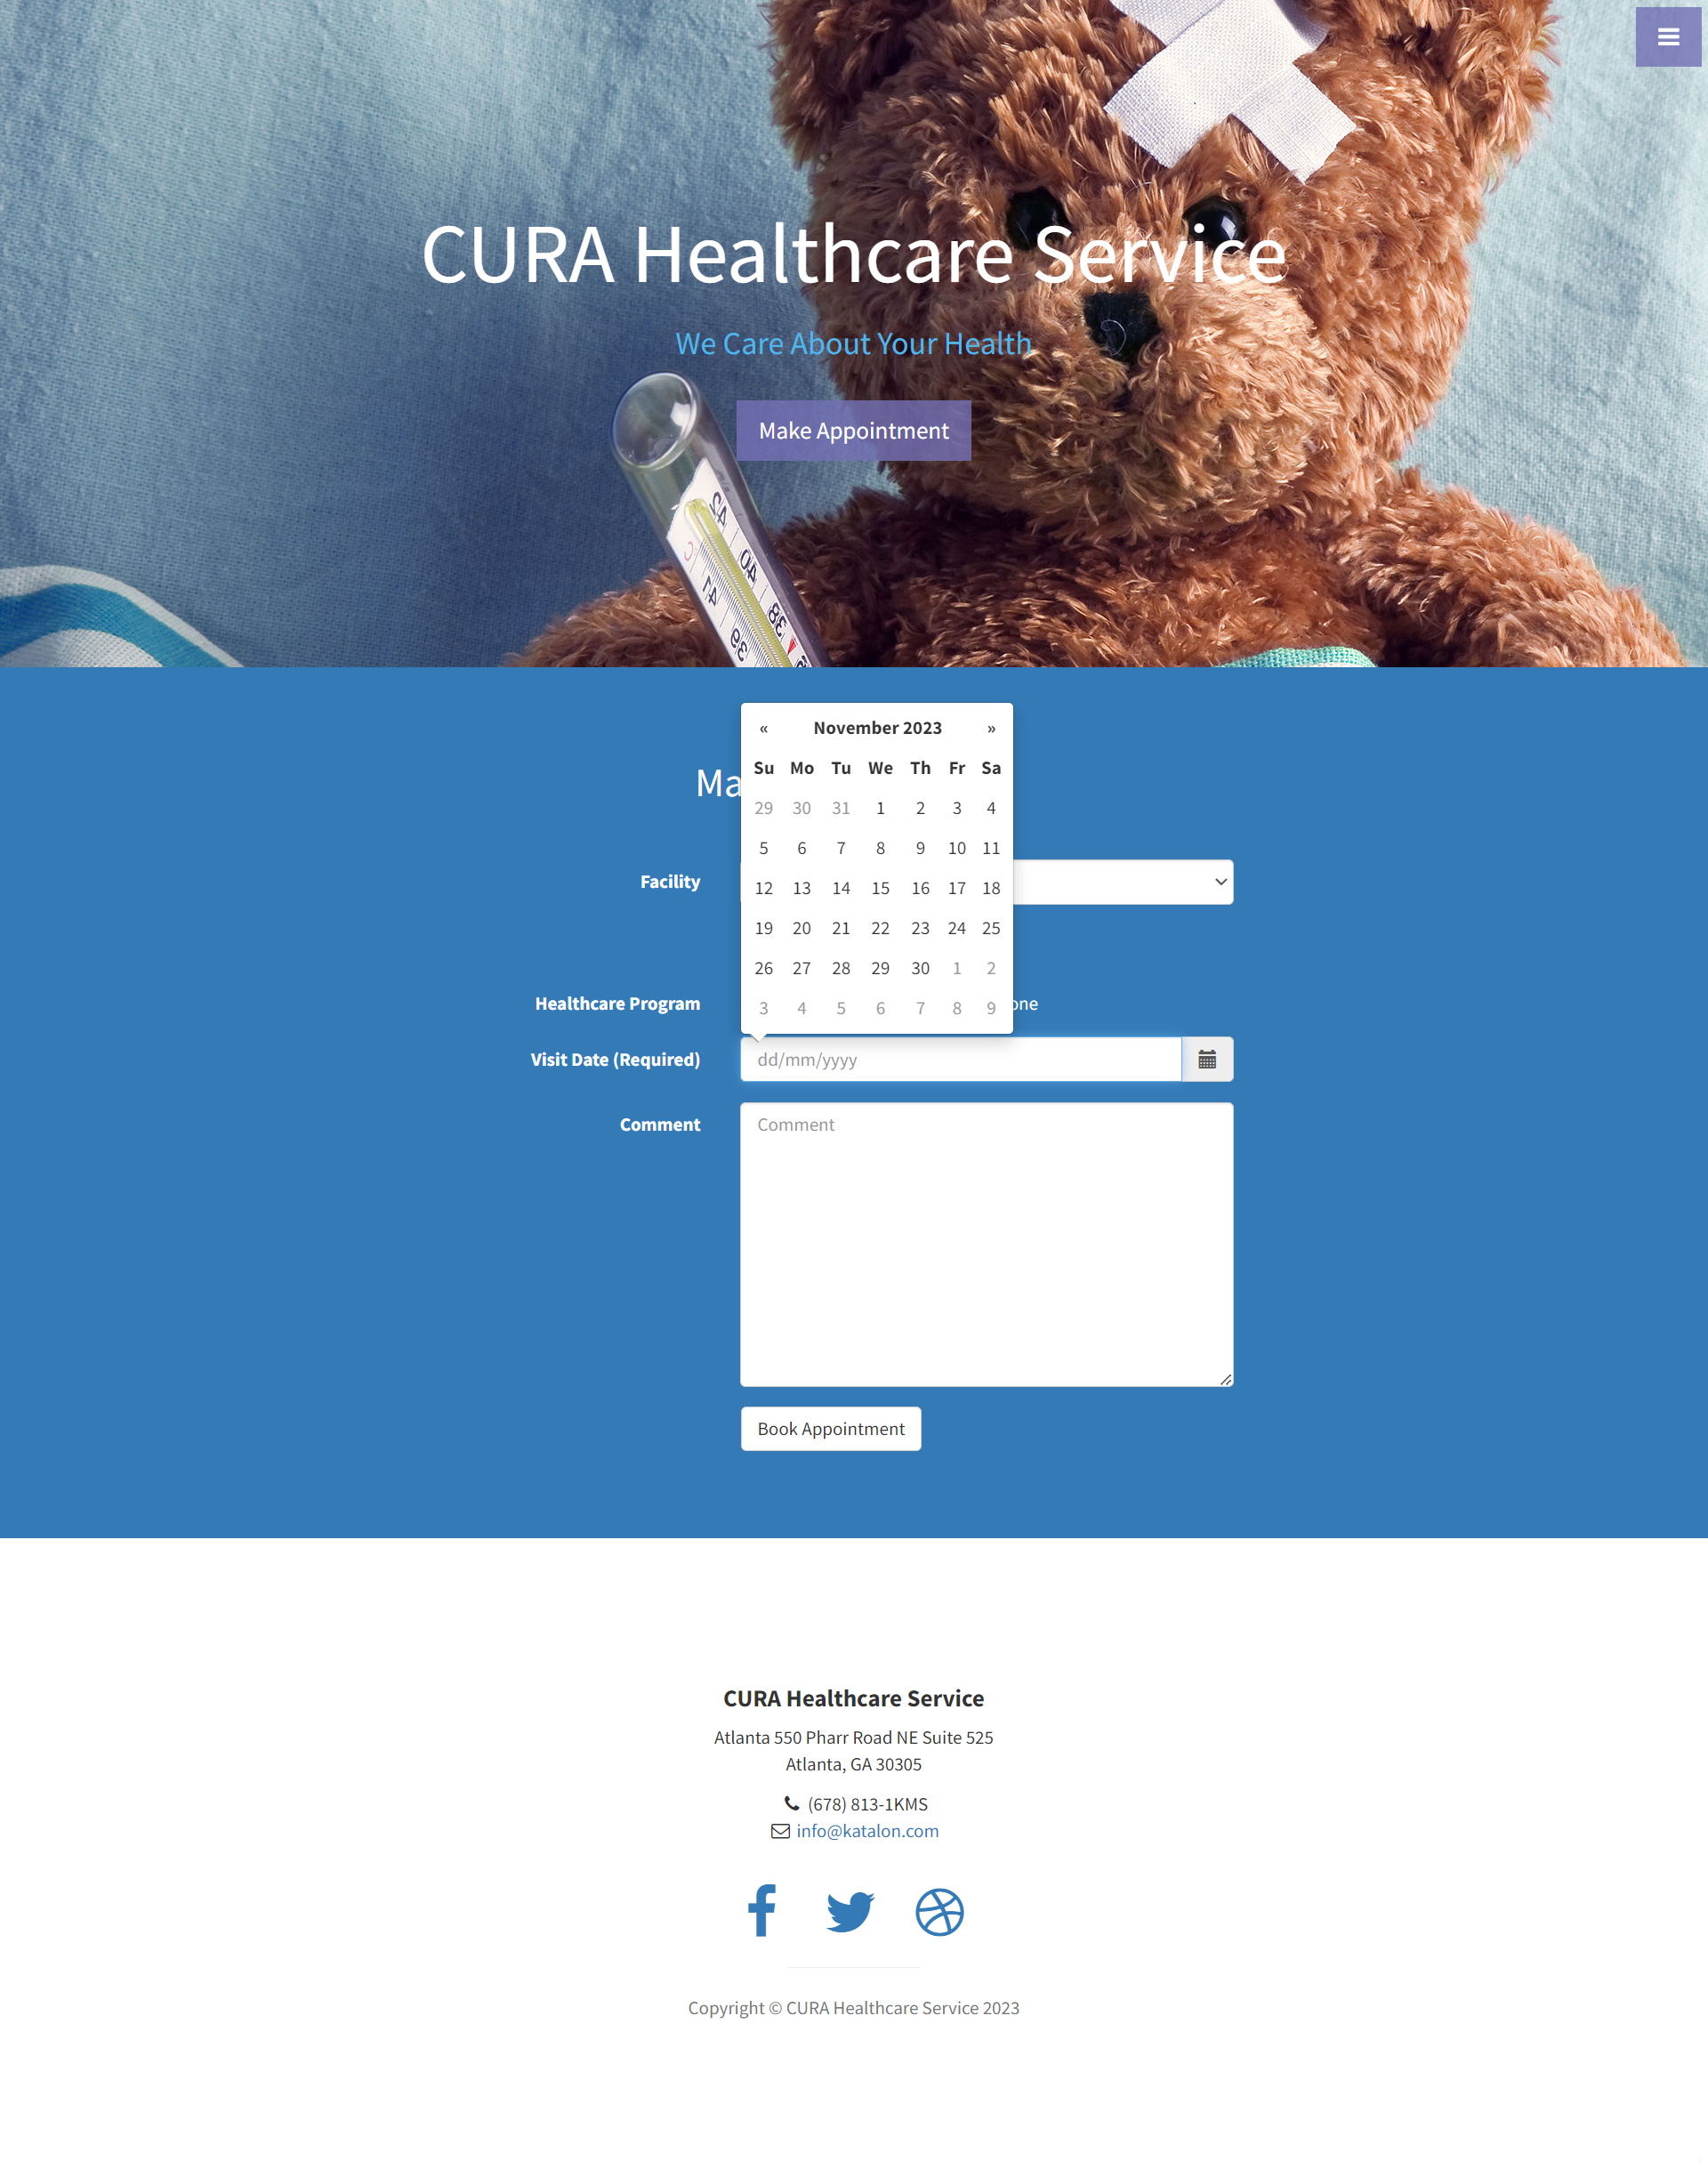 CURA Healthcare Service
We Care About Your Health
Make Appointment
42
40
41
38
39
« November 2023 »
Su Mo Tu We Th Fr Sa
29 30 31 1 2 3 4
5 6 7 8 9 10 11
12 13 14 15 16 17 18
19 20 21 22 23 24 25
26 27 28 29 30 1 2
3 4 5 6 7 8 9
Ma
Facility
Healthcare Program
one
Visit Date (Required)
dd/mm/yyyy
Comment
Comment
Book Appointment
CURA Healthcare Service
Atlanta 550 Pharr Road NE Suite 525
Atlanta, GA 30305
(678) 813-1KMS
info@katalon.com
Copyright © CURA Healthcare Service 2023